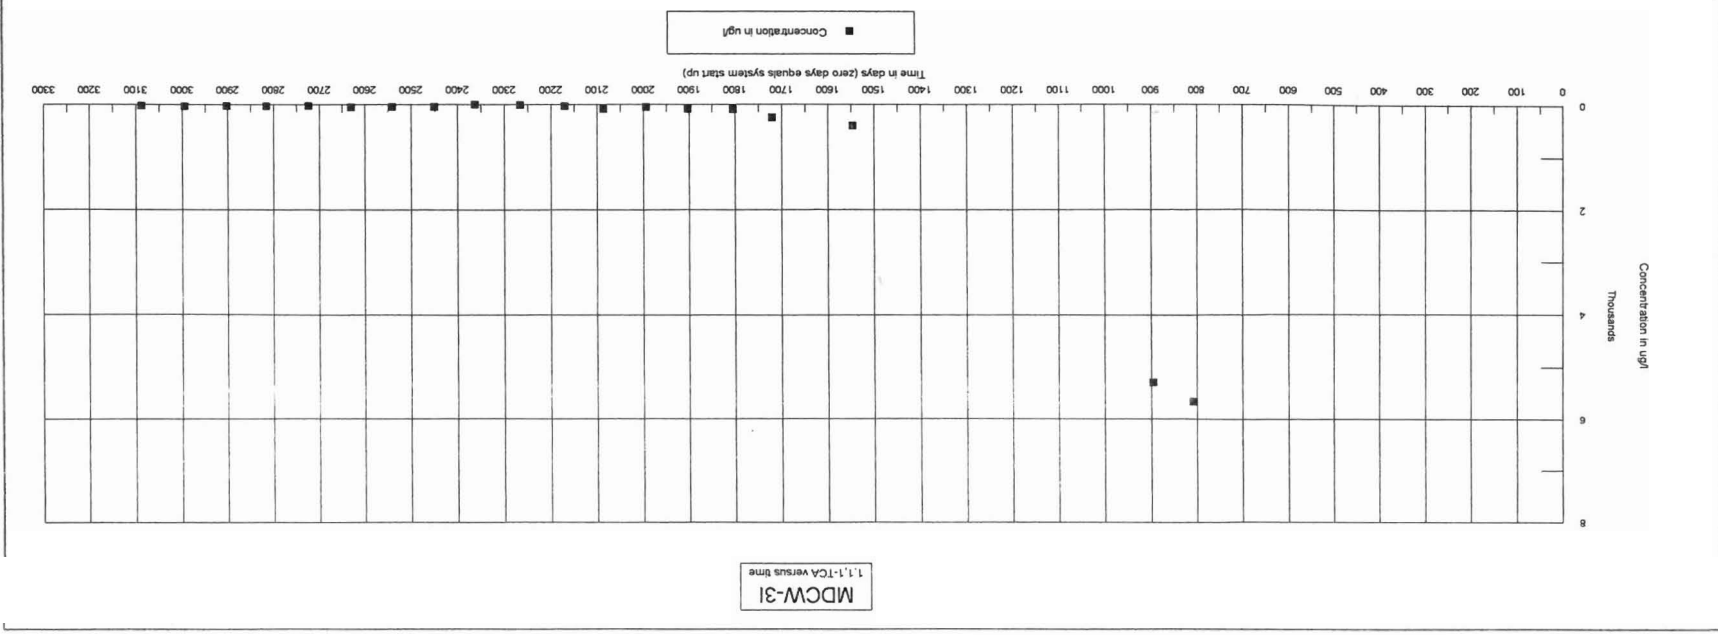 MDCW-3I
1,1,1-TCA versus time
Concentration in ug/l
Thousands
8
6
4
2
0
0 100 200 300 400 500 600 700 800 900 1000 1100 1200 1300 1400 1500 1600 1700 1800 1900 2000 2100 2200 2300 2400 2500 2600 2700 2800 2900 3000 3100 3200 3300
Time in days (zero days equals system start up)
Concentration in ug/l